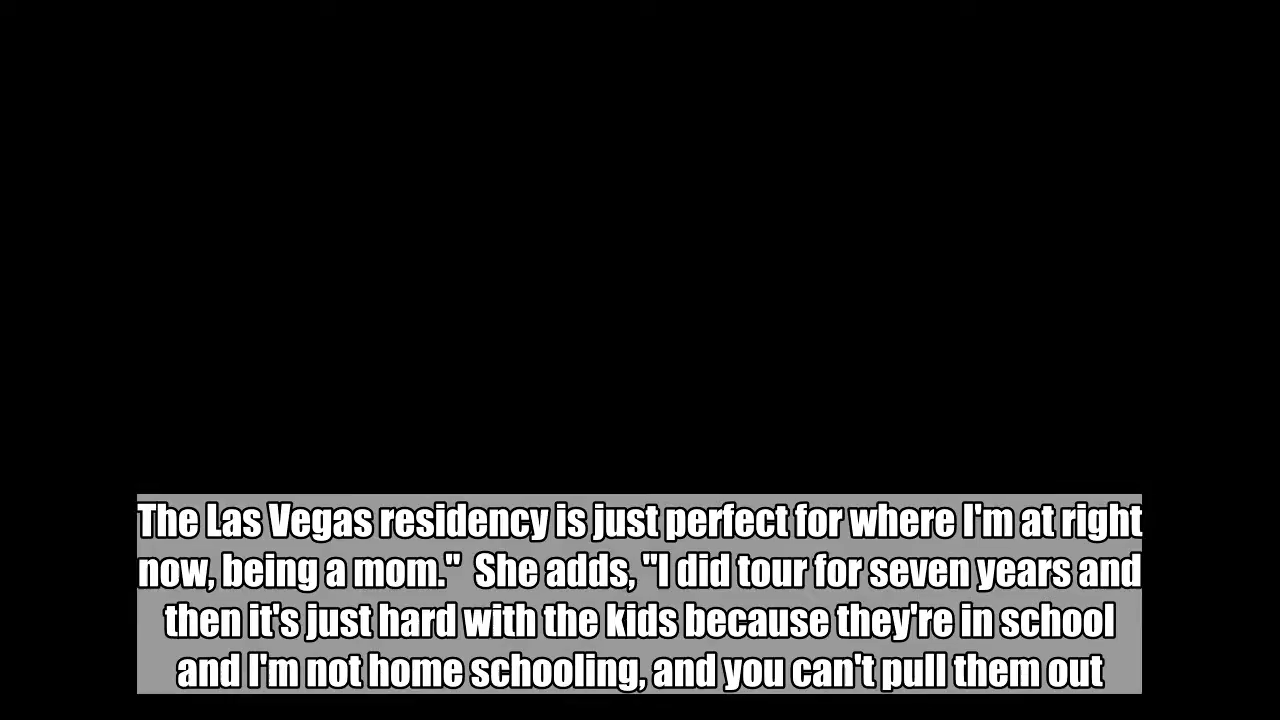 The Las Vegas residency is just perfect for where I'm at right
now, being a mom."  She adds, "I did tour for seven years and
then it's just hard with the kids because they're in school
and I'm not home schooling, and you can't pull them out